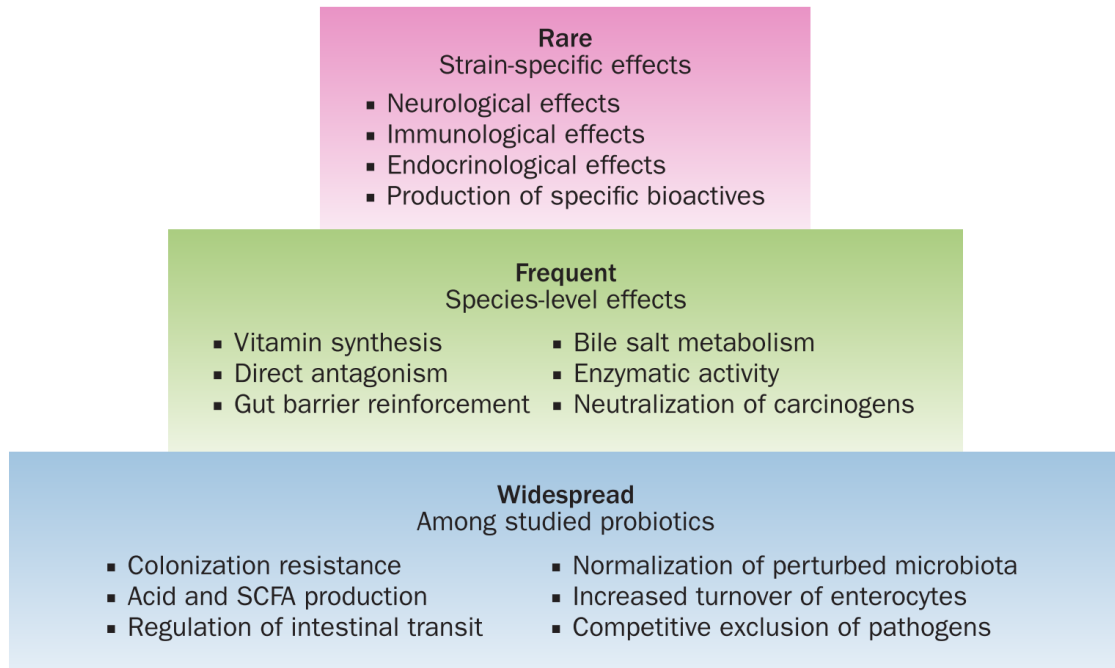 Rare
Strain-specific effects
▪ Neurological effects
▪ Immunological effects
▪ Endocrinological effects
▪ Production of specific bioactives
Frequent
Species-level effects
▪ Vitamin synthesis
▪ Direct antagonism
▪ Gut barrier reinforcement
▪ Bile salt metabolism
▪ Enzymatic activity
▪ Neutralization of carcinogens
Widespread
Among studied probiotics
▪ Colonization resistance
▪ Acid and SCFA production
▪ Regulation of intestinal transit
▪ Normalization of perturbed microbiota
▪ Increased turnover of enterocytes
▪ Competitive exclusion of pathogens